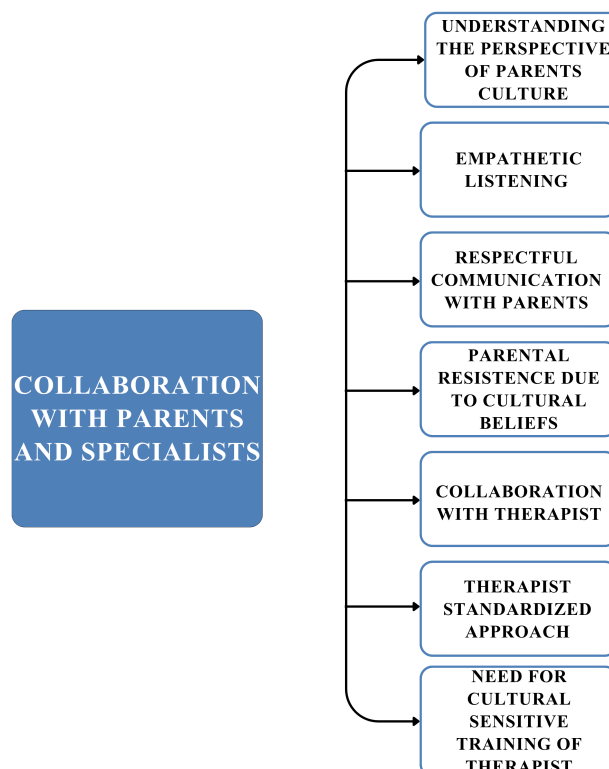 COLLABORATION
WITH PARENTS
AND SPECIALISTS
UNDERSTANDING
THE PERSPECTIVE
OF PARENTS
CULTURE
EMPATHETIC
LISTENING
RESPECTFUL
COMMUNICATION
WITH PARENTS
PARENTAL
RESISTENCE DUE
TO CULTURAL
BELIEFS
COLLABORATION
WITH THERAPIST
THERAPIST
STANDARDIZED
APPROACH
NEED FOR
CULTURAL
SENSITIVE
TRAINING OF
THERAPIST